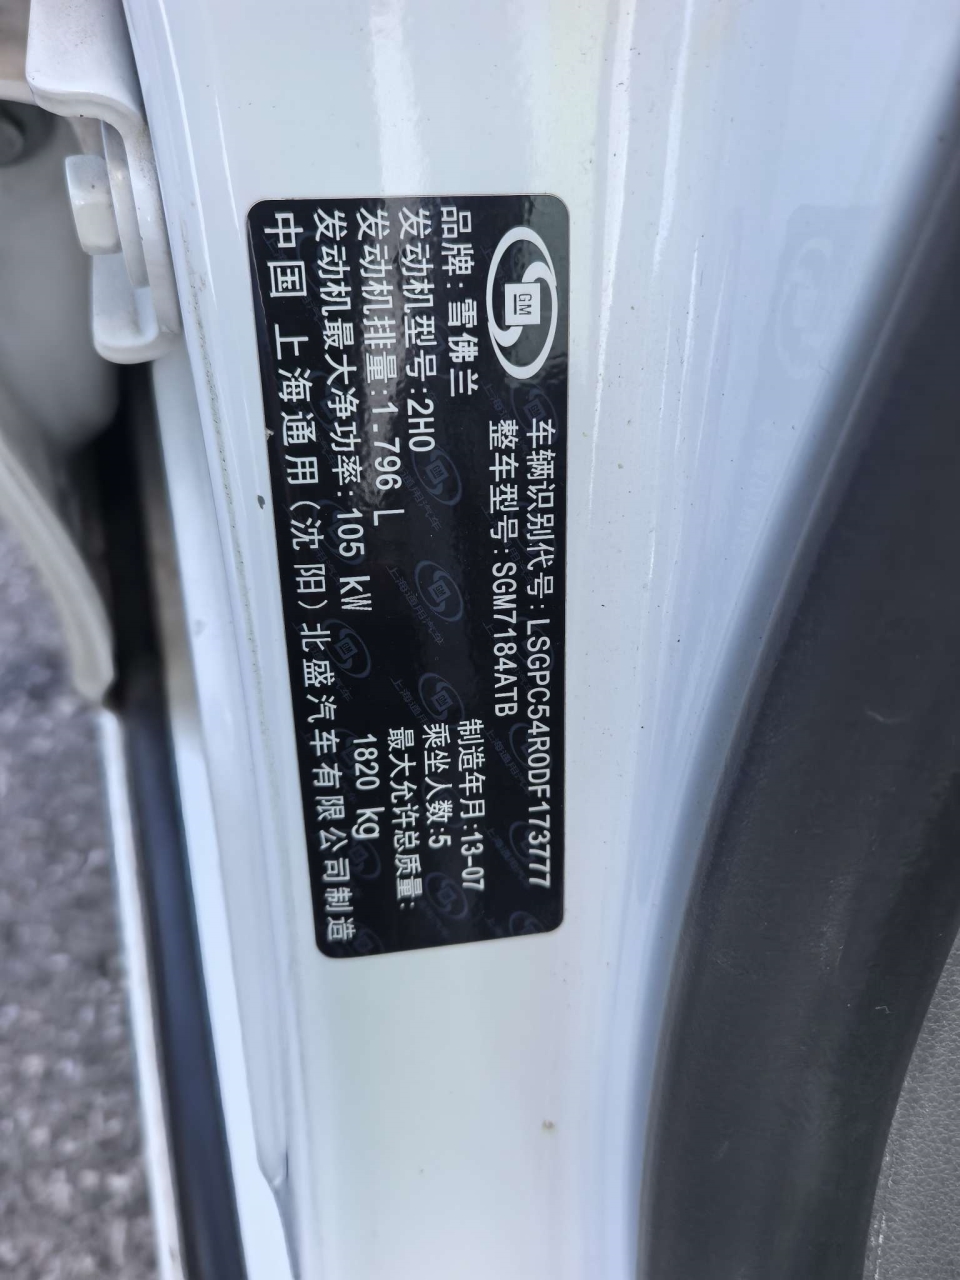 GM
车辆识别代号:LSGPC54R0DF173777
整车型号:SGM7184ATB
品牌:雪佛兰
制造年月:13-07
发动机型号:2H0
乘坐人数:5
发动机排量:1.796 L
最大允许总质量:
发动机最大净功率:105 kW
1820 kg
中国 上海通用(沈阳)北盛汽车有限公司制造